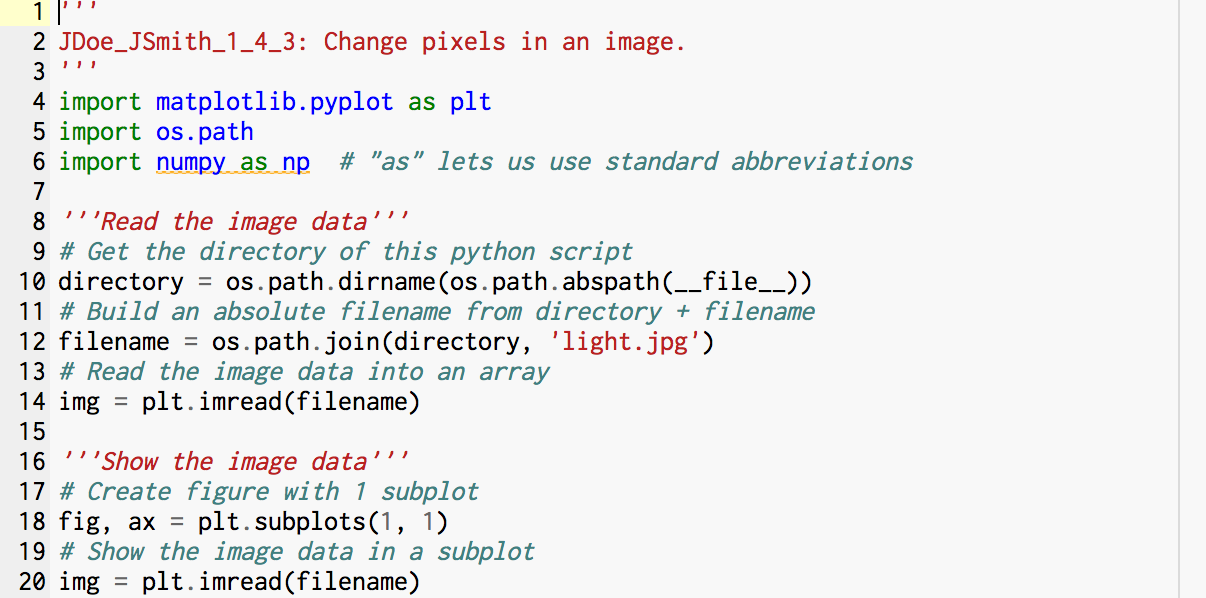 1 '''
2 JDoe_JSmith_1_4_3: Change pixels in an image.
3 '''
4 import matplotlib.pyplot as plt
5 import os.path
6 import numpy as np  # "as" lets us use standard abbreviations
7
8 '''Read the image data'''
9 # Get the directory of this python script
10 directory = os.path.dirname(os.path.abspath(__file__))
11 # Build an absolute filename from directory + filename
12 filename = os.path.join(directory, 'light.jpg')
13 # Read the image data into an array
14 img = plt.imread(filename)
15
16 '''Show the image data'''
17 # Create figure with 1 subplot
18 fig, ax = plt.subplots(1, 1)
19 # Show the image data in a subplot
20 img = plt.imread(filename)